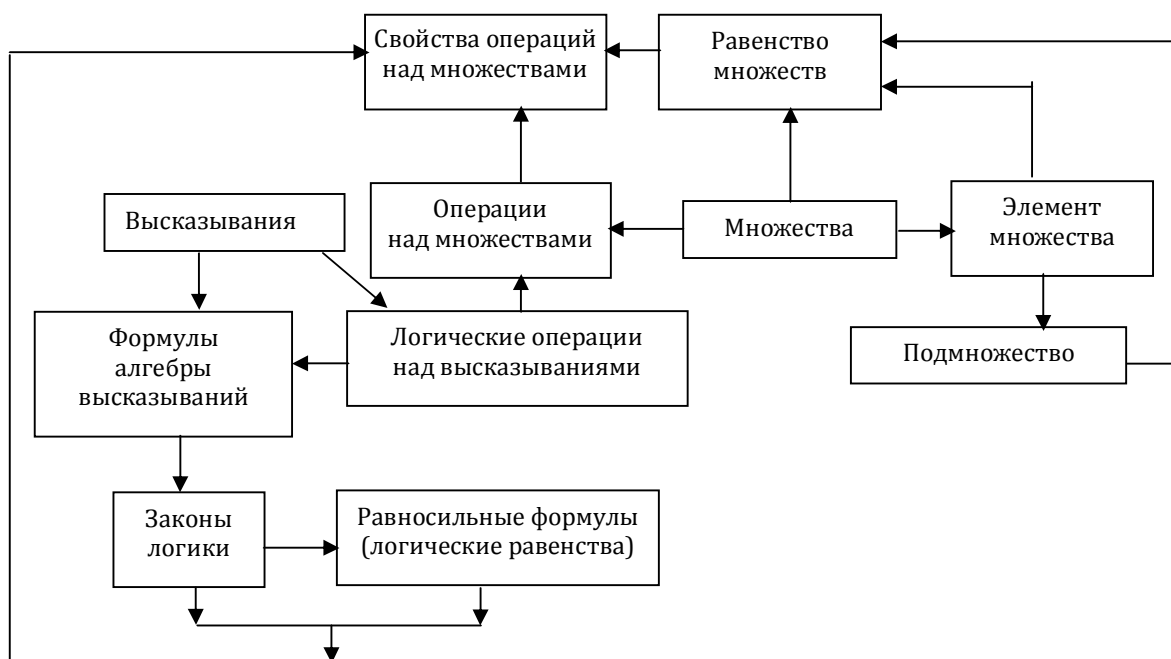 Свойства операций
над множествами
Равенство
множеств
Высказывания
Операции
над множествами
Множества
Элемент
множества
Формулы
алгебры
высказываний
Логические операции
над высказываниями
Подмножество
Законы
логики
Равносильные формулы
(логические равенства)